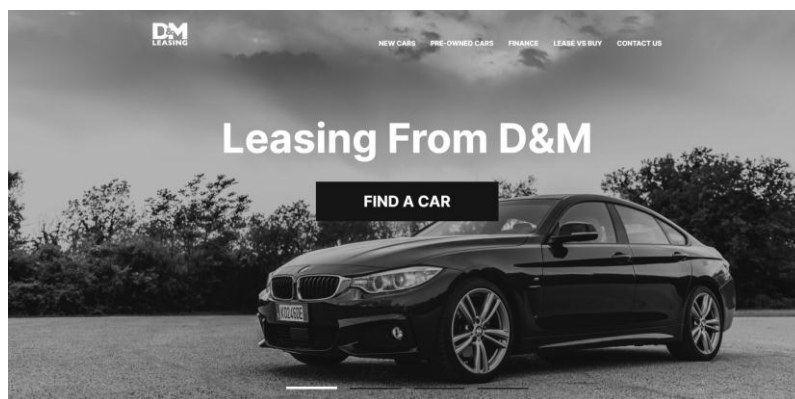 D&M
LEASING
NEW CARS
PRE-OWNED CARS
FINANCE
LEASE VS BUY
CONTACT US
Leasing From D&M
FIND A CAR